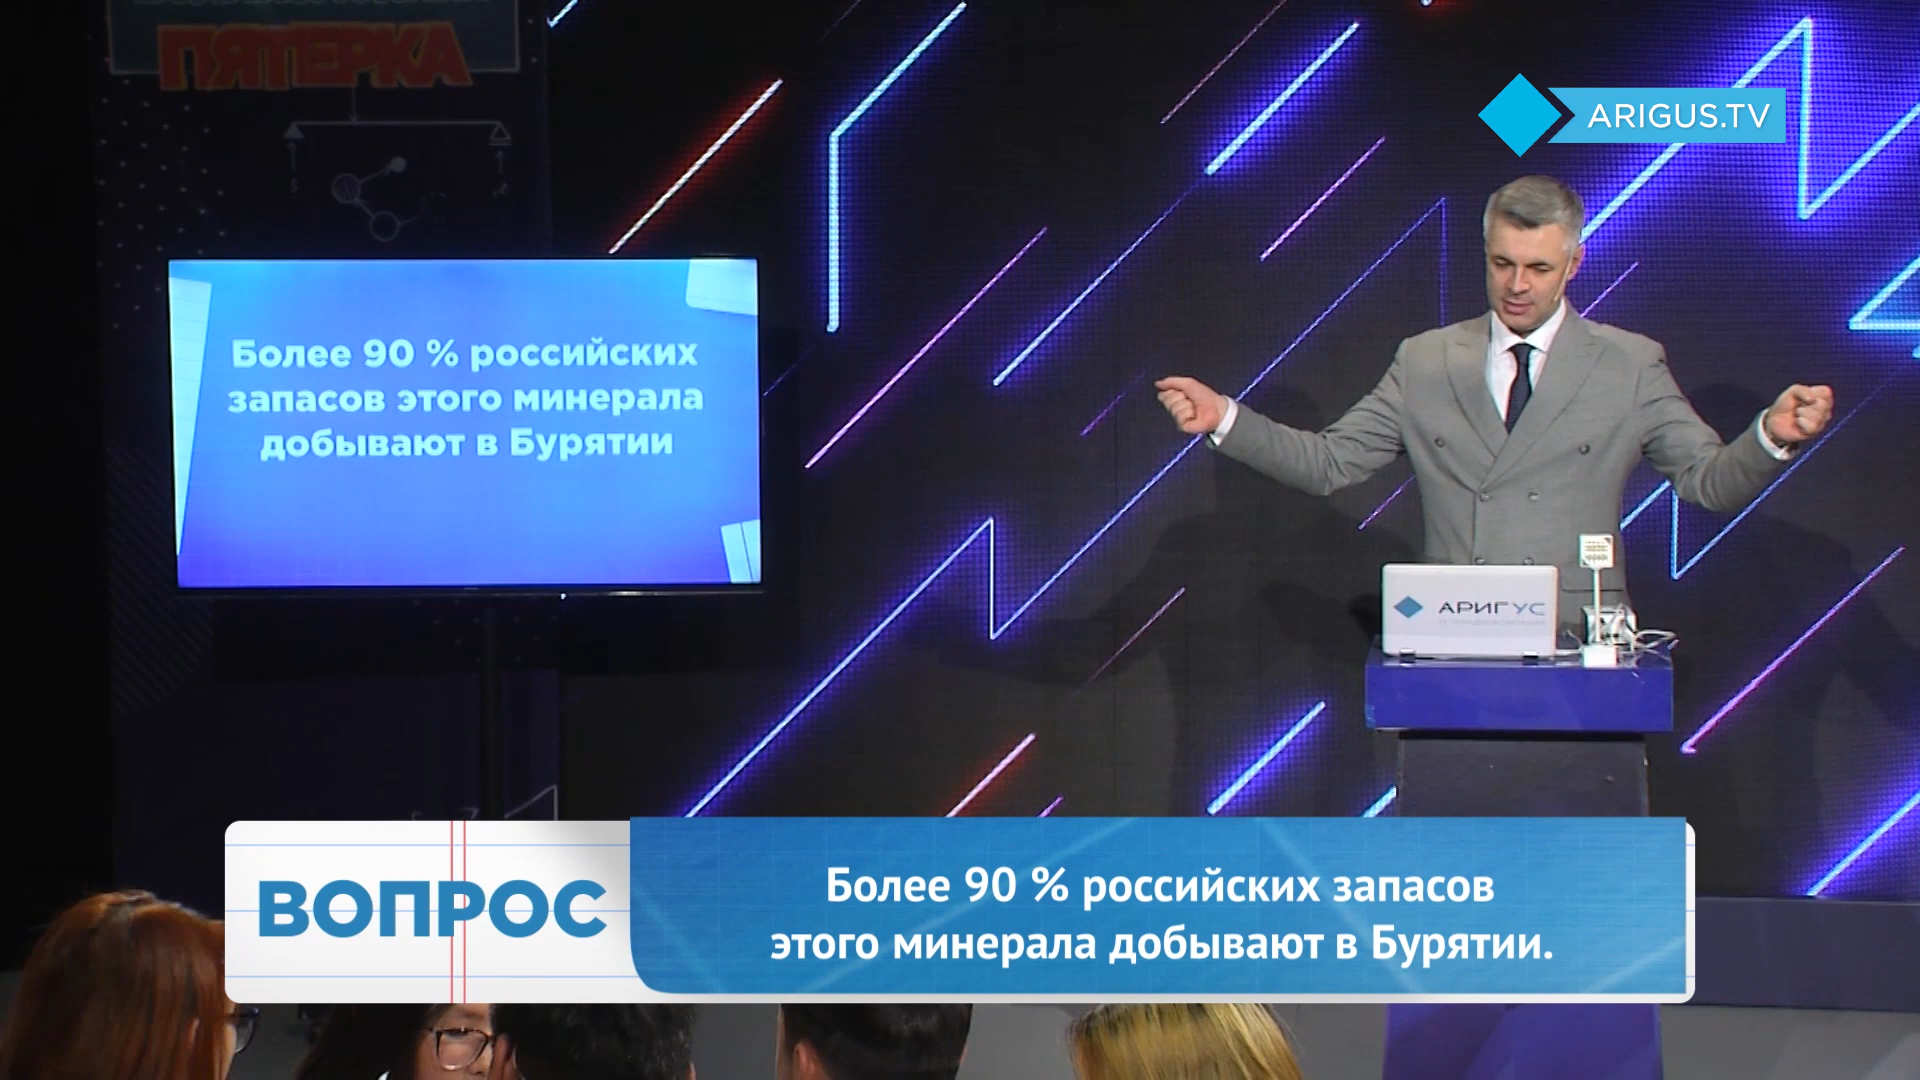 ПЯТЕРКА
ARIGUS.TV
Более 90 % российских
запасов этого минерала
добывают в Бурятии
АРИГУС
ВОПРОС
Более 90 % российских запасов
этого минерала добывают в Бурятии.